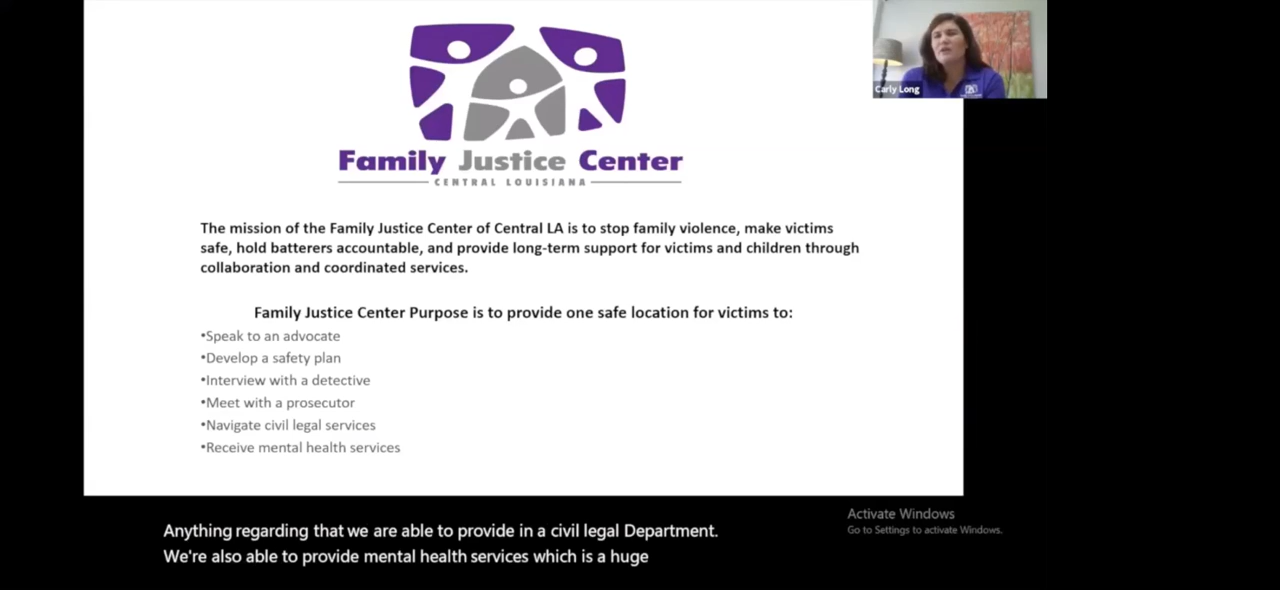 Family Justice Center
CENTRAL LOUISIANA
Carly Long
The mission of the Family Justice Center of Central LA is to stop family violence, make victims
safe, hold batterers accountable, and provide long-term support for victims and children through
collaboration and coordinated services.
Family Justice Center Purpose is to provide one safe location for victims to:
•Speak to an advocate
•Develop a safety plan
•Interview with a detective
•Meet with a prosecutor
•Navigate civil legal services
•Receive mental health services
Anything regarding that we are able to provide in a civil legal Department.
We're also able to provide mental health services which is a huge
Activate Windows
Go to Settings to activate Windows.